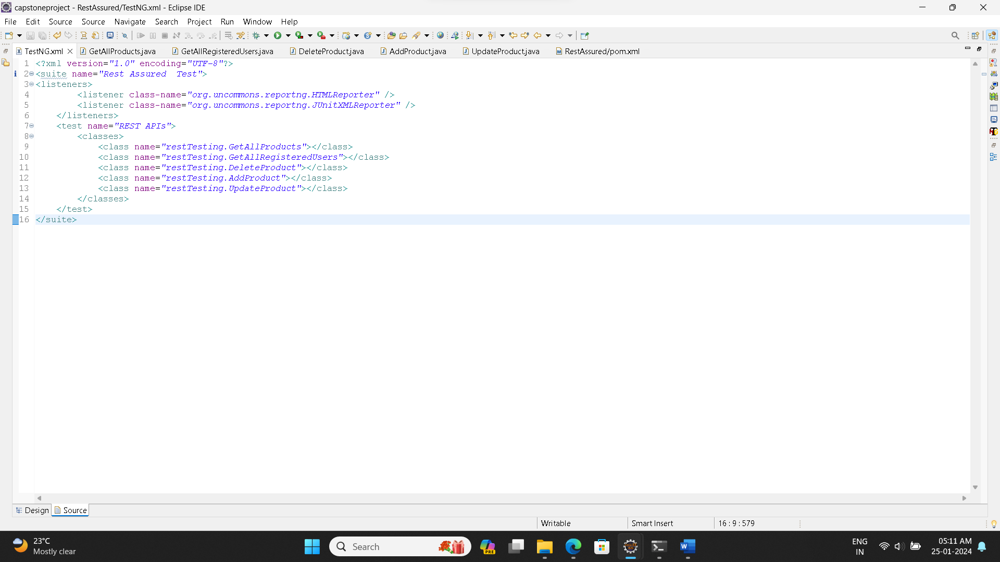 capstoneproject - RestAssured/TestNG.xml - Eclipse IDE
File Edit Source Source Navigate Search Project Run Window Help
TestNG.xml GetAllProducts.java GetAllRegisteredUsers.java DeleteProduct.java AddProduct.java UpdateProduct.java RestAssured/pom.xml
1 <?xml version="1.0" encoding="UTF-8"?>
2 <suite name="Rest Assured  Test">
3 <listeners>
4         <listener class-name="org.uncommons.reportng.HTMLReporter" />
5         <listener class-name="org.uncommons.reportng.JUnitXMLReporter" />
6     </listeners>
7     <test name="REST APIs">
8         <classes>
9             <class name="restTesting.GetAllProducts"></class>
10             <class name="restTesting.GetAllRegisteredUsers"></class>
11             <class name="restTesting.DeleteProduct"></class>
12             <class name="restTesting.AddProduct"></class>
13             <class name="restTesting.UpdateProduct"></class>
14         </classes>
15     </test>
16 </suite>
Design Source
Writable Smart Insert 16 : 9 : 579
23°C
Mostly clear
Search
PRE
ENG
IN
05:11 AM
25-01-2024